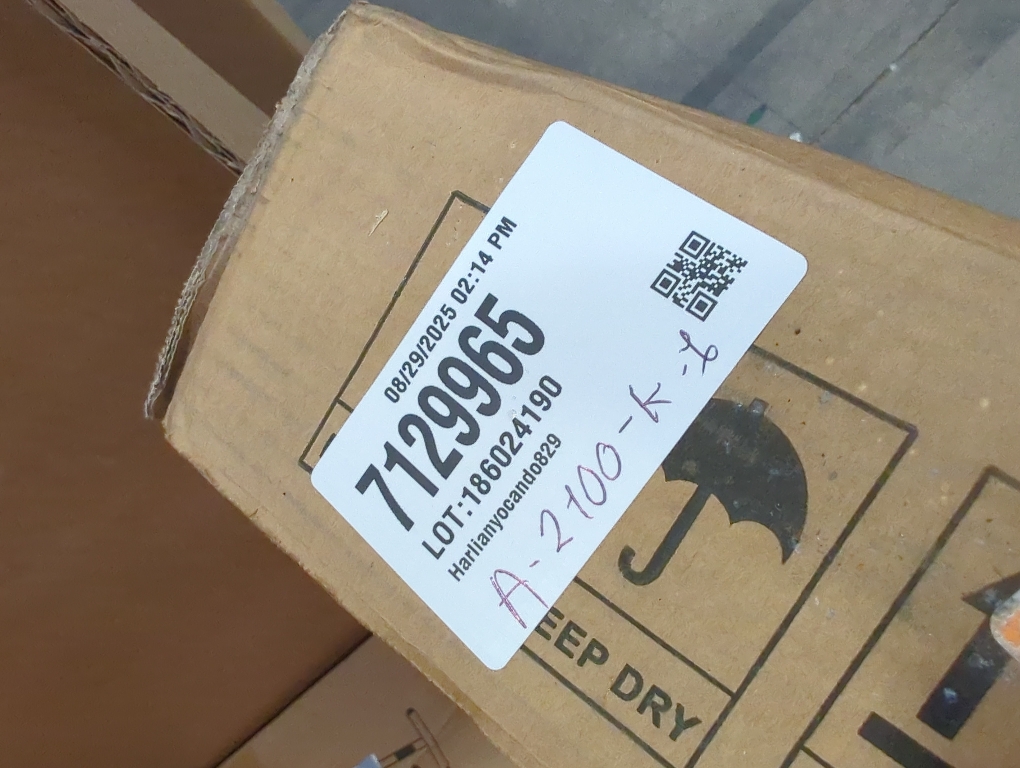 08/29/2025 02:14 PM
7129965
LOT:186024190
Harlianyocando829
A-2100-K-
EEP DRY